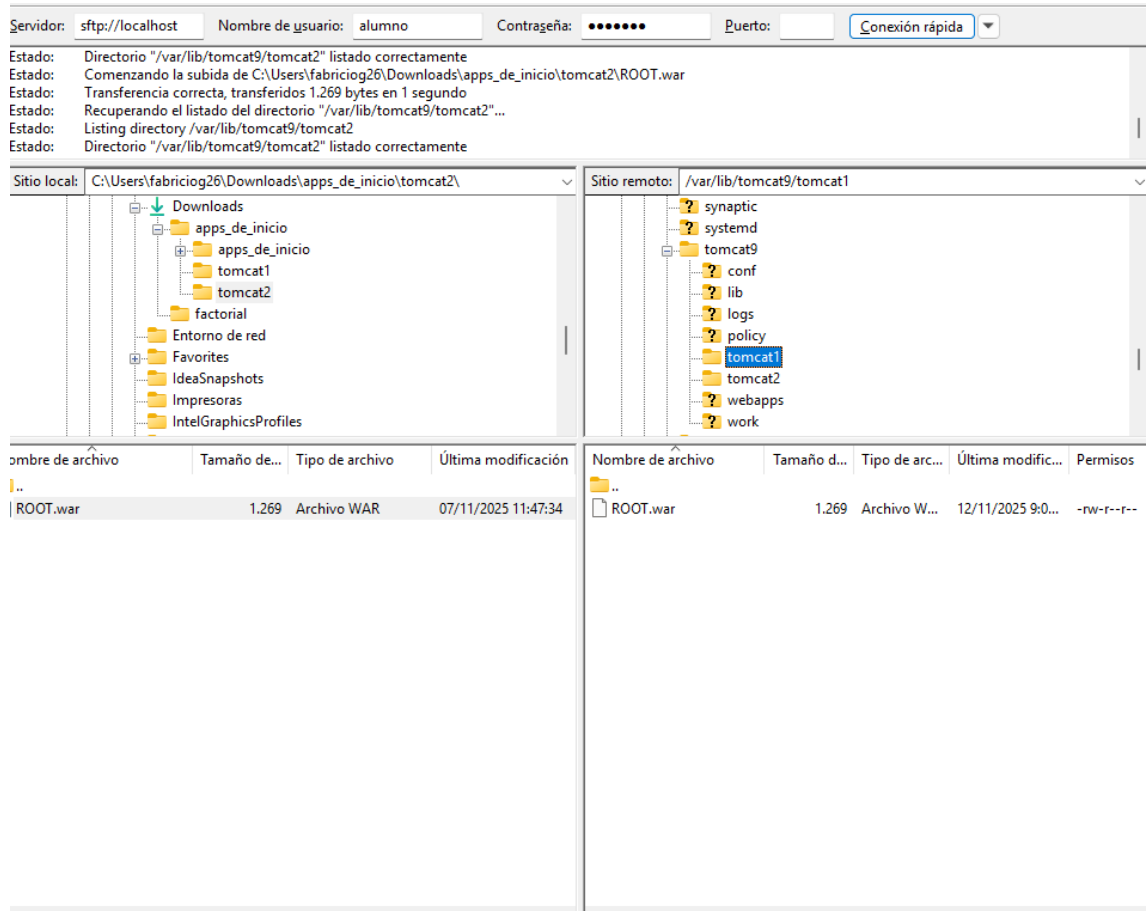 Servidor: sftp://localhost Nombre de usuario: alumno Contraseña: ●●●●●●● Puerto: Conexión rápida
Estado: Directorio "/var/lib/tomcat9/tomcat2" listado correctamente
Estado: Comenzando la subida de C:\Users\fabriciog26\Downloads\apps_de_inicio\tomcat2\ROOT.war
Estado: Transferencia correcta, transferidos 1.269 bytes en 1 segundo
Estado: Recuperando el listado del directorio "/var/lib/tomcat9/tomcat2"...
Estado: Listing directory /var/lib/tomcat9/tomcat2
Estado: Directorio "/var/lib/tomcat9/tomcat2" listado correctamente
Sitio local: C:\Users\fabriciog26\Downloads\apps_de_inicio\tomcat2\
Downloads
apps_de_inicio
apps_de_inicio
tomcat1
tomcat2
factorial
Entorno de red
Favorites
IdeaSnapshots
Impresoras
IntelGraphicsProfiles
ombre de archivo Tamaño de... Tipo de archivo Última modificación
..
ROOT.war 1.269 Archivo WAR 07/11/2025 11:47:34
Sitio remoto: /var/lib/tomcat9/tomcat1
? synaptic
? systemd
tomcat9
? conf
? lib
? logs
? policy
tomcat1
tomcat2
? webapps
? work
Nombre de archivo Tamaño d... Tipo de arc... Última modific... Permisos
..
ROOT.war 1.269 Archivo W... 12/11/2025 9:0... -rw-r--r--